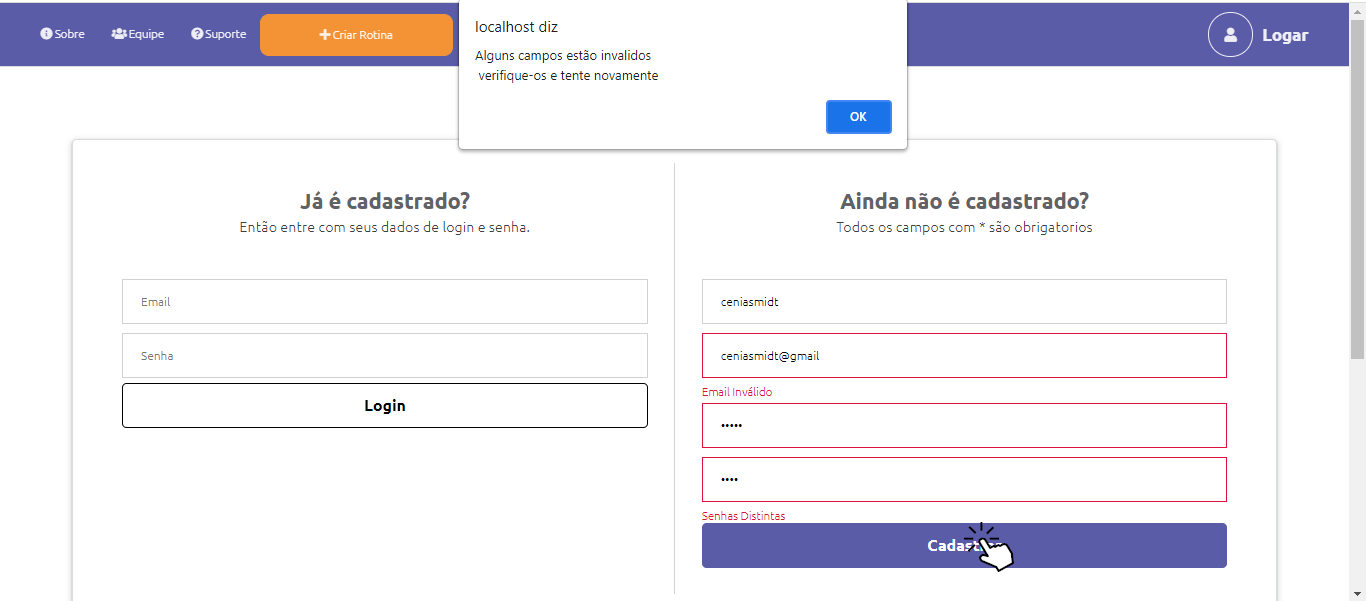 Sobre
Equipe
Suporte
Criar Rotina
Logar
localhost diz
Alguns campos estão invalidos
verifique-os e tente novamente
OK
Já é cadastrado?
Então entre com seus dados de login e senha.
Email
Senha
Login
Ainda não é cadastrado?
Todos os campos com * são obrigatorios
ceniasmidt
ceniasmidt@gmail
Email Inválido
•••••
••••
Senhas Distintas